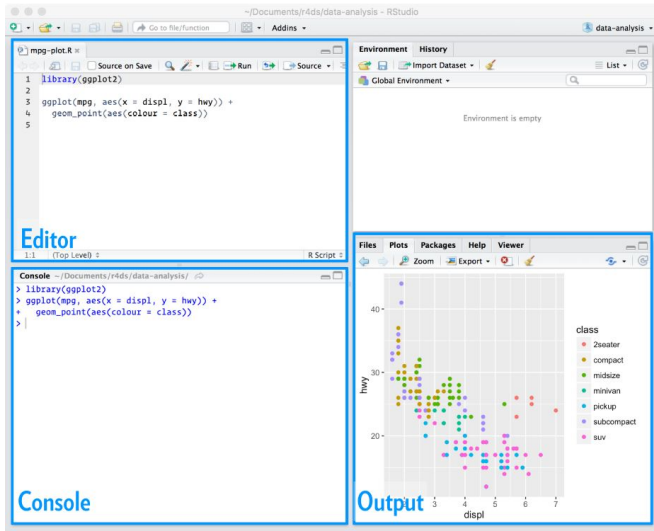 ~/Documents/r4ds/data-analysis - RStudio
Go to file/function
Addins
data-analysis
mpg-plot.R
Source on Save
Run
Source
1 library(ggplot2)
2
3 ggplot(mpg, aes(x = displ, y = hwy)) +
4 geom_point(aes(colour = class))
5
Editor
1:1 (Top Level) R Script
Console ~/Documents/r4ds/data-analysis/
> library(ggplot2)
> ggplot(mpg, aes(x = displ, y = hwy)) +
+ geom_point(aes(colour = class))
>
Console
Environment History
Import Dataset
List
Global Environment
Environment is empty
Files Plots Packages Help Viewer
Zoom Export
40
30
20
hwy
3 4 5 6 7
displ
class
2seater
compact
midsize
minivan
pickup
subcompact
suv
Output